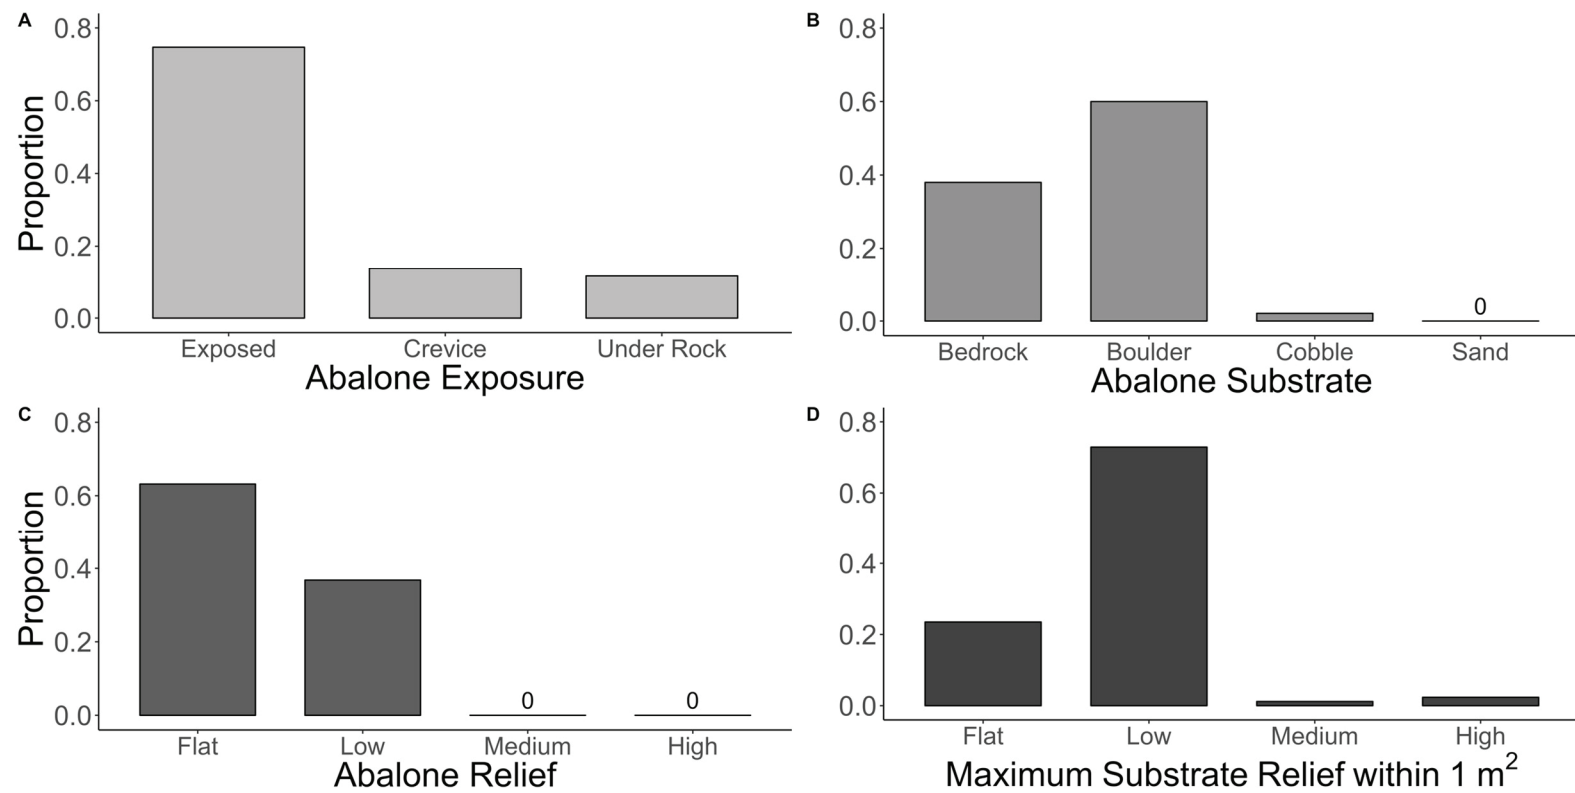 A
0.8
0.6
0.4
0.2
0.0
Proportion
Exposed Crevice Under Rock
Abalone Exposure
B
0.8
0.6
0.4
0.2
0.0
0
Bedrock Boulder Cobble Sand
Abalone Substrate
C
0.8
0.6
0.4
0.2
0.0
Proportion
0 0
Flat Low Medium High
Abalone Relief
D
0.8
0.6
0.4
0.2
0.0
Flat Low Medium High
Maximum Substrate Relief within 1 m²